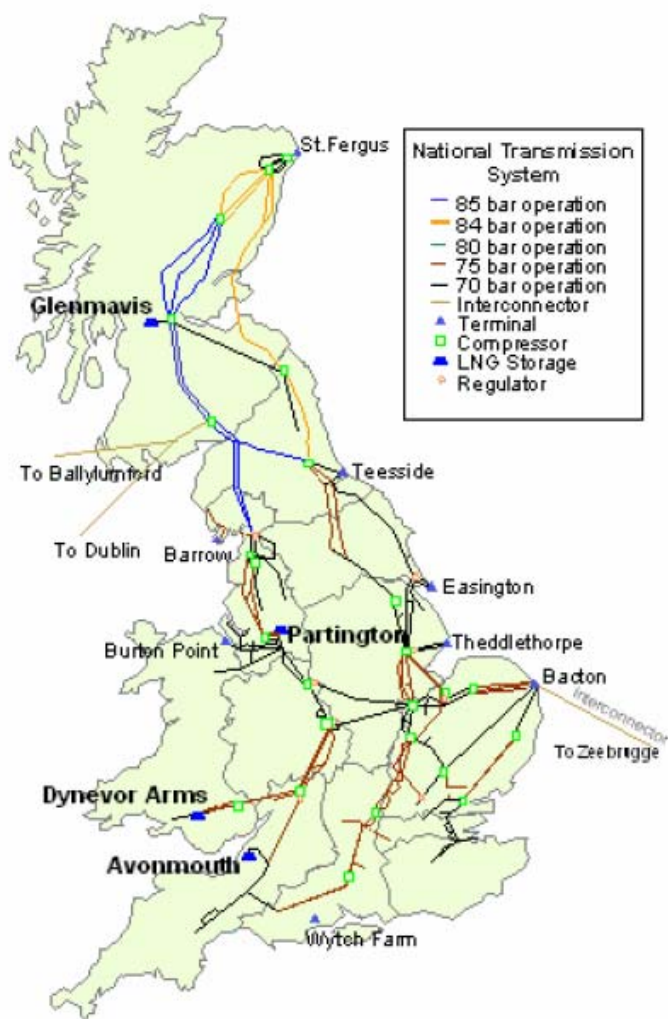 St.Fergus
National Transmission
System
85 bar operation
84 bar operation
80 bar operation
75 bar operation
70 bar operation
Interconnector
Terminal
Compressor
LNG Storage
Regulator
Glenmavis
To Ballylumford
Teesside
To Dublin
Barrow
Easington
Partington
Burton Point
Theddlethorpe
Bacton
Interconnector
To Zeebrugge
Dynevor Arms
Avonmouth
Wytch Farm